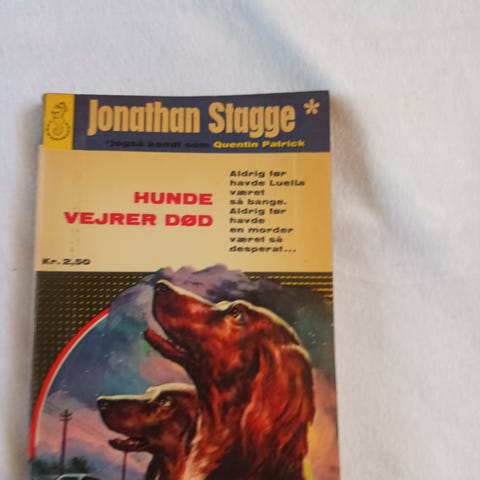 Jonathan Stagge *
*også kendt som Quentin Patrick
HUNDE
VEJRER DØD
Aldrig før
havde Luella
været
så bange.
Aldrig før
havde
en morder
været så
desperat...
Kr. 2,50